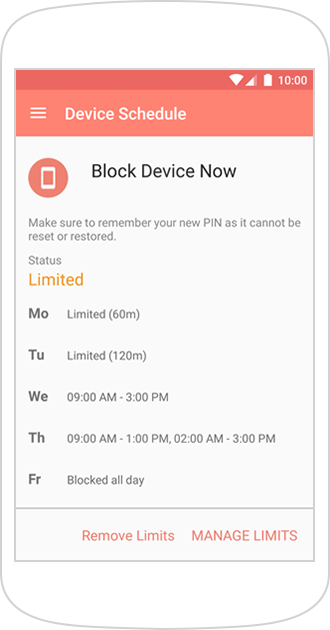 10:00
Device Schedule
Block Device Now
Make sure to remember your new PIN as it cannot be
reset or restored.
Status
Limited
Mo Limited (60m)
Tu Limited (120m)
We 09:00 AM - 3:00 PM
Th 09:00 AM - 1:00 PM, 02:00 AM - 3:00 PM
Fr Blocked all day
Remove Limits MANAGE LIMITS